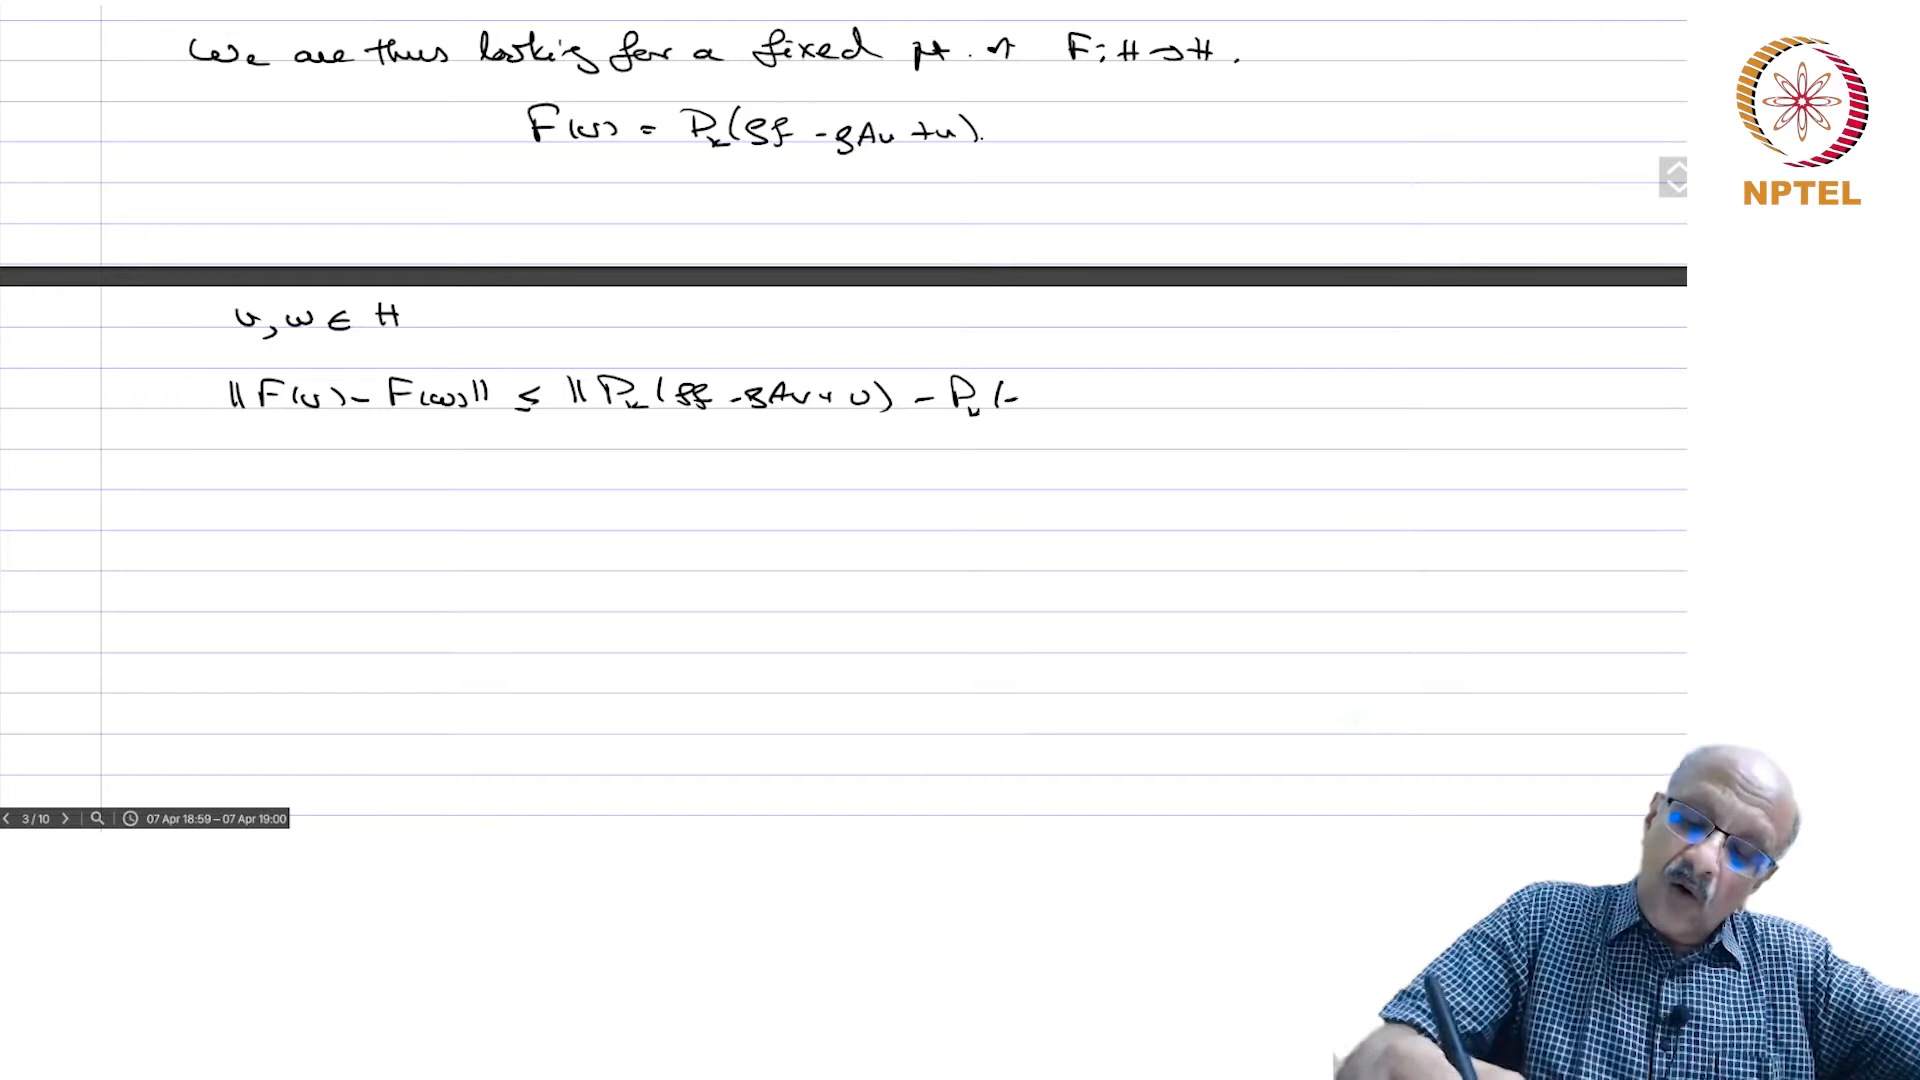 We are thus looking for a fixed pt. of F: H → H.
F(v) = P_K(ρf - ρAv + v).
NPTEL
v, w ∈ H
‖F(v) - F(w)‖ ≤ ‖P_K(ρf - ρAv + v) - P_K(-
3 / 10 07 Apr 18:59 – 07 Apr 19:00